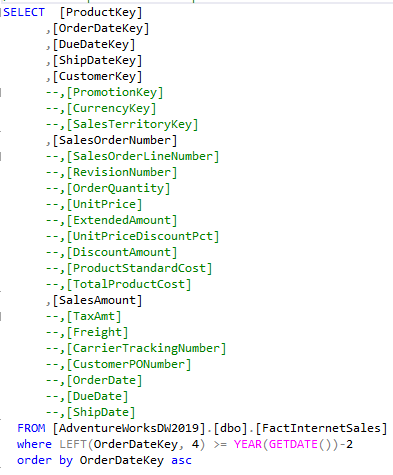 SELECT  [ProductKey]
      ,[OrderDateKey]
      ,[DueDateKey]
      ,[ShipDateKey]
      ,[CustomerKey]
      --,[PromotionKey]
      --,[CurrencyKey]
      --,[SalesTerritoryKey]
      ,[SalesOrderNumber]
      --,[SalesOrderLineNumber]
      --,[RevisionNumber]
      --,[OrderQuantity]
      --,[UnitPrice]
      --,[ExtendedAmount]
      --,[UnitPriceDiscountPct]
      --,[DiscountAmount]
      --,[ProductStandardCost]
      --,[TotalProductCost]
      ,[SalesAmount]
      --,[TaxAmt]
      --,[Freight]
      --,[CarrierTrackingNumber]
      --,[CustomerPONumber]
      --,[OrderDate]
      --,[DueDate]
      --,[ShipDate]
  FROM [AdventureWorksDW2019].[dbo].[FactInternetSales]
  where LEFT(OrderDateKey, 4) >= YEAR(GETDATE())-2
  order by OrderDateKey asc